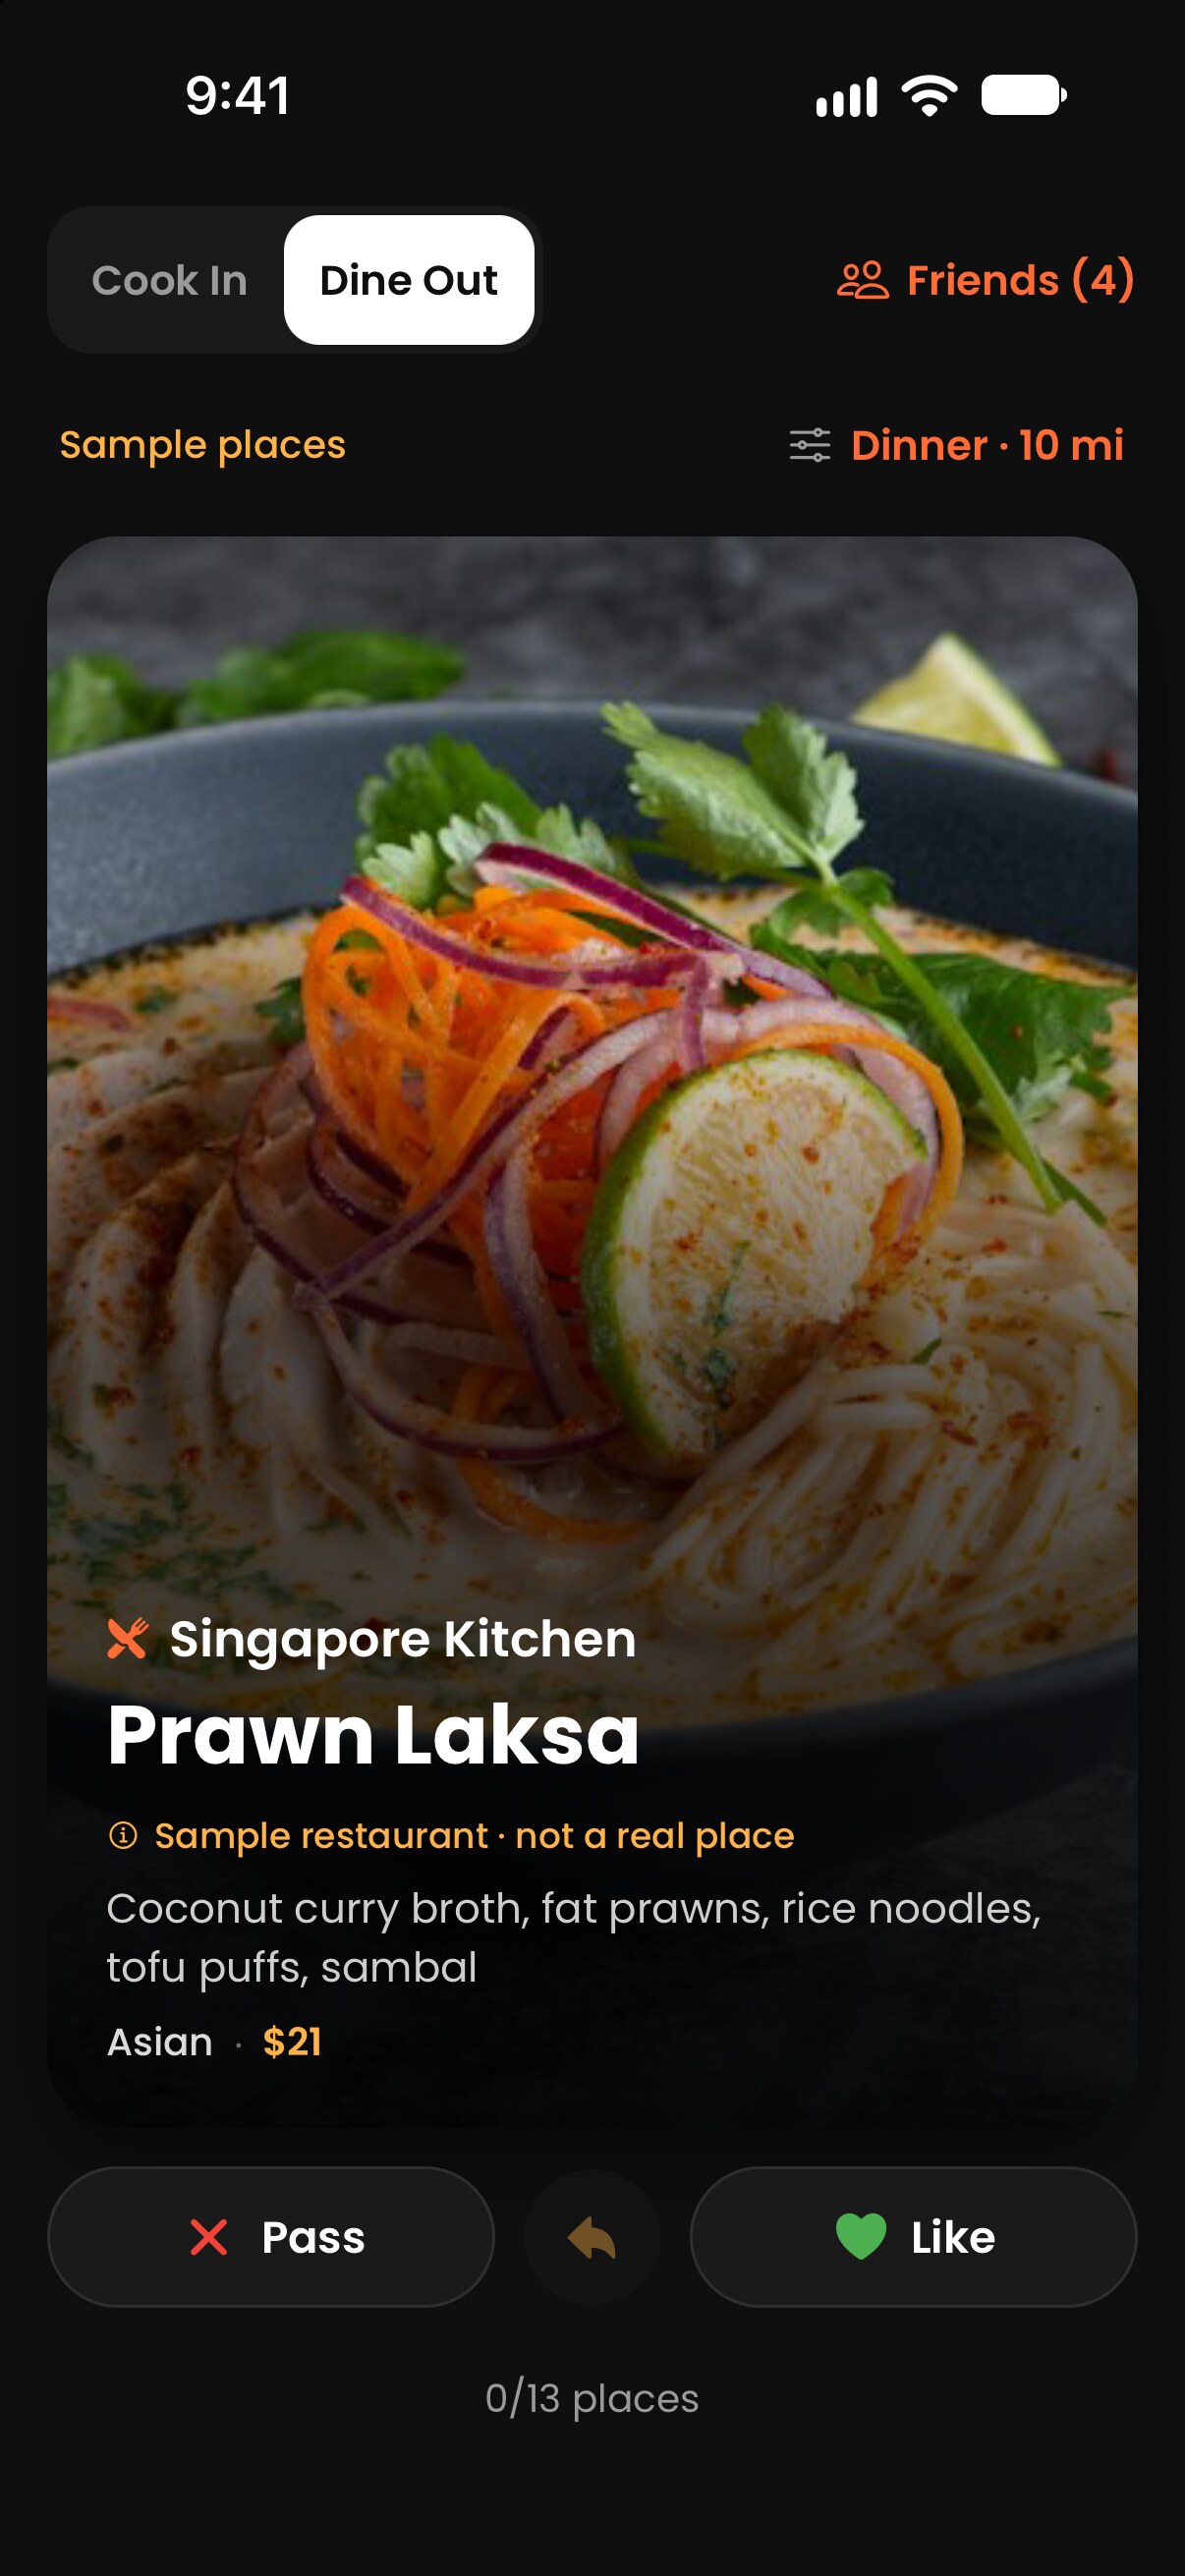 9:41
Cook In
Dine Out
Friends (4)
Sample places
Dinner · 10 mi
Singapore Kitchen
Prawn Laksa
Sample restaurant · not a real place
Coconut curry broth, fat prawns, rice noodles,
tofu puffs, sambal
Asian · $21
Pass
Like
0/13 places